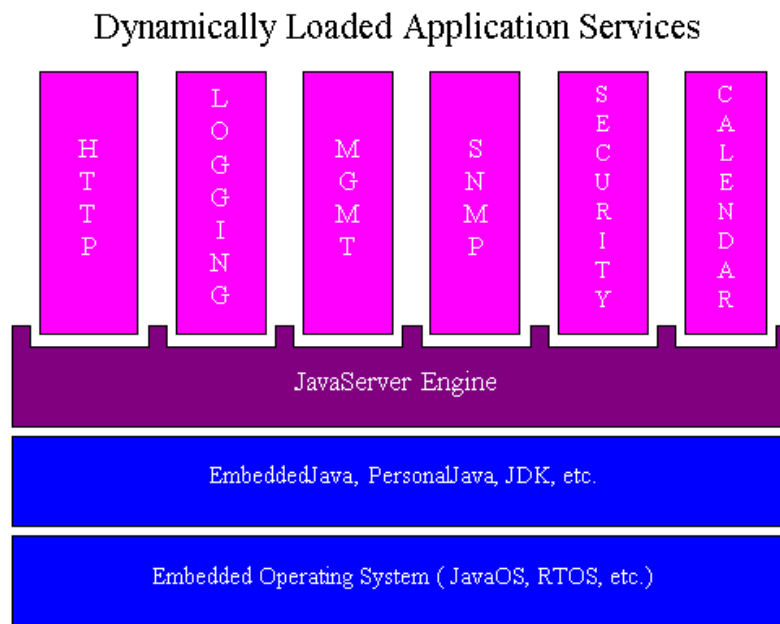 Dynamically Loaded Application Services
HTTP
LOGGING
MGMT
SNMP
SECURITY
CALENDAR
JavaServer Engine
EmbeddedJava, PersonalJava, JDK, etc.
Embedded Operating System ( JavaOS, RTOS, etc.)